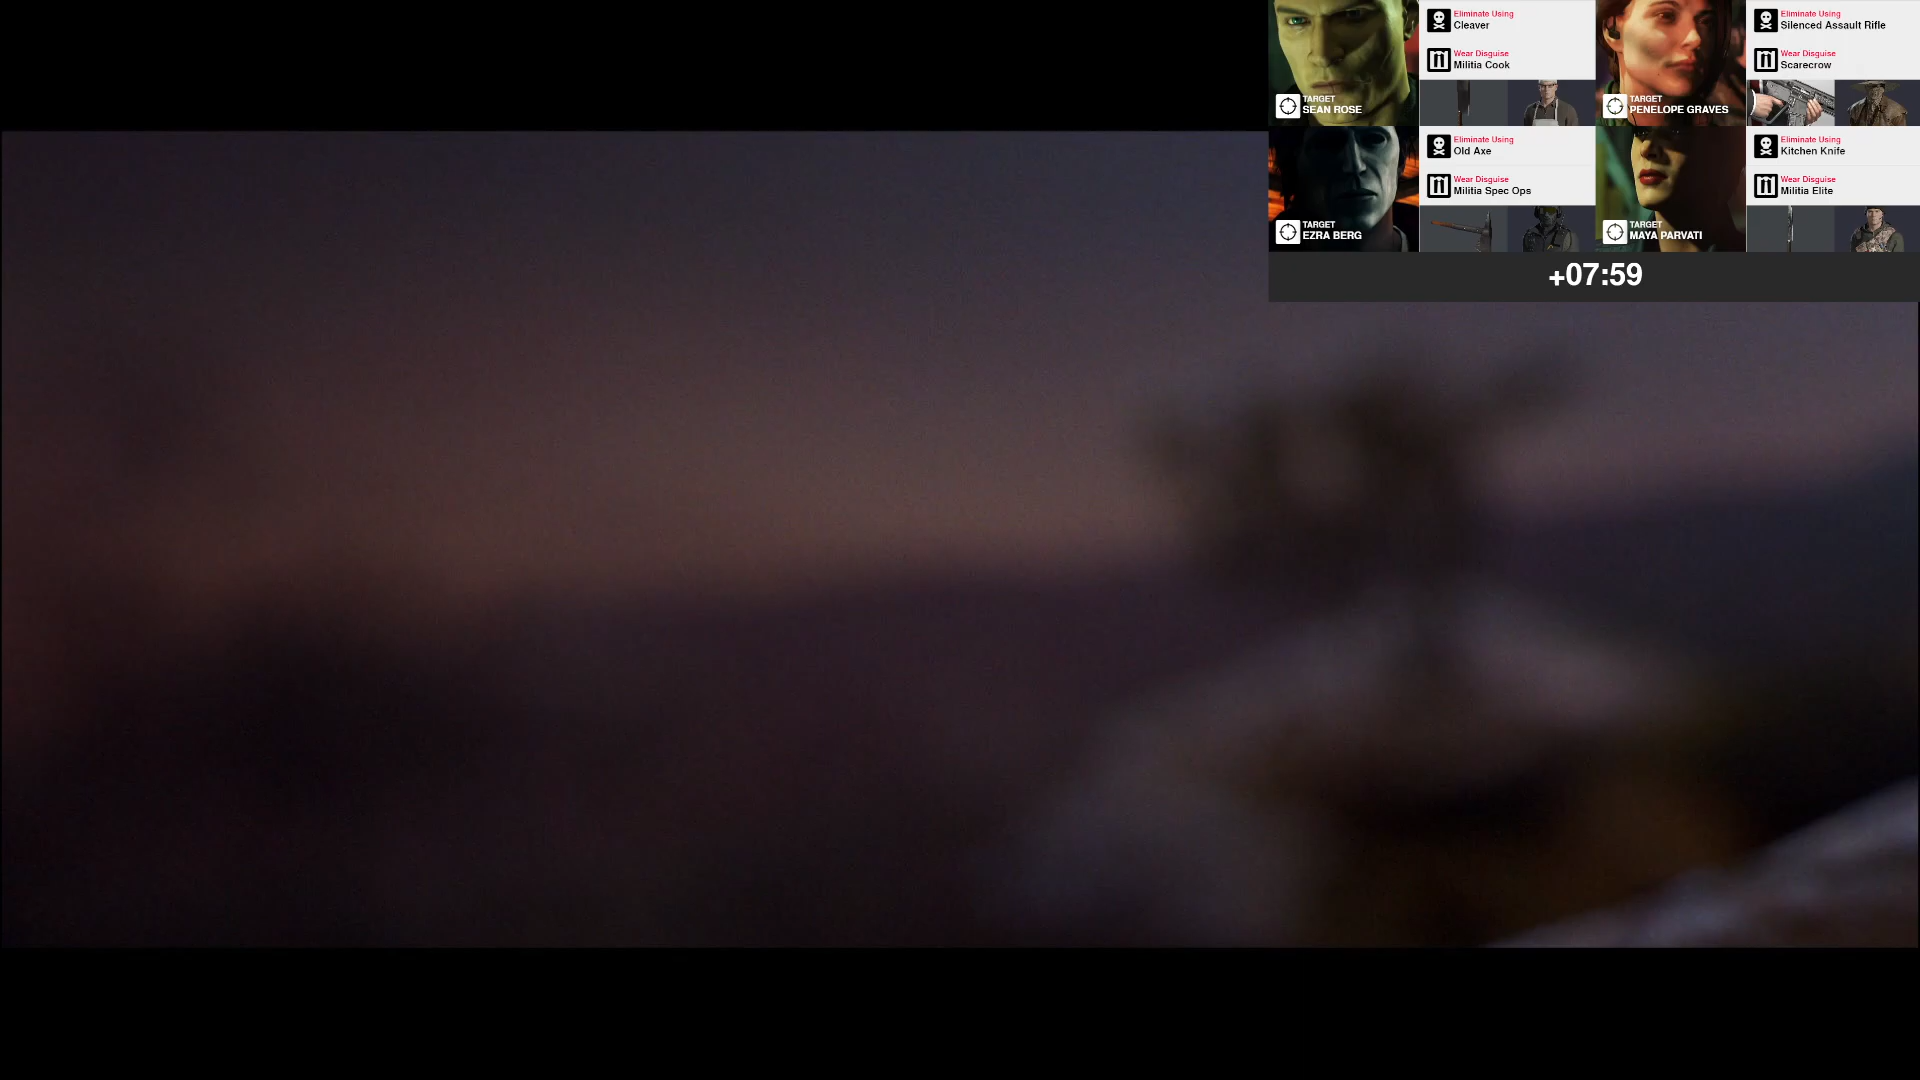 Eliminate Using
Cleaver
Wear Disguise
Militia Cook
TARGET
SEAN ROSE
Eliminate Using
Silenced Assault Rifle
Wear Disguise
Scarecrow
TARGET
PENELOPE GRAVES
Eliminate Using
Old Axe
Wear Disguise
Militia Spec Ops
TARGET
EZRA BERG
Eliminate Using
Kitchen Knife
Wear Disguise
Militia Elite
TARGET
MAYA PARVATI
+07:59